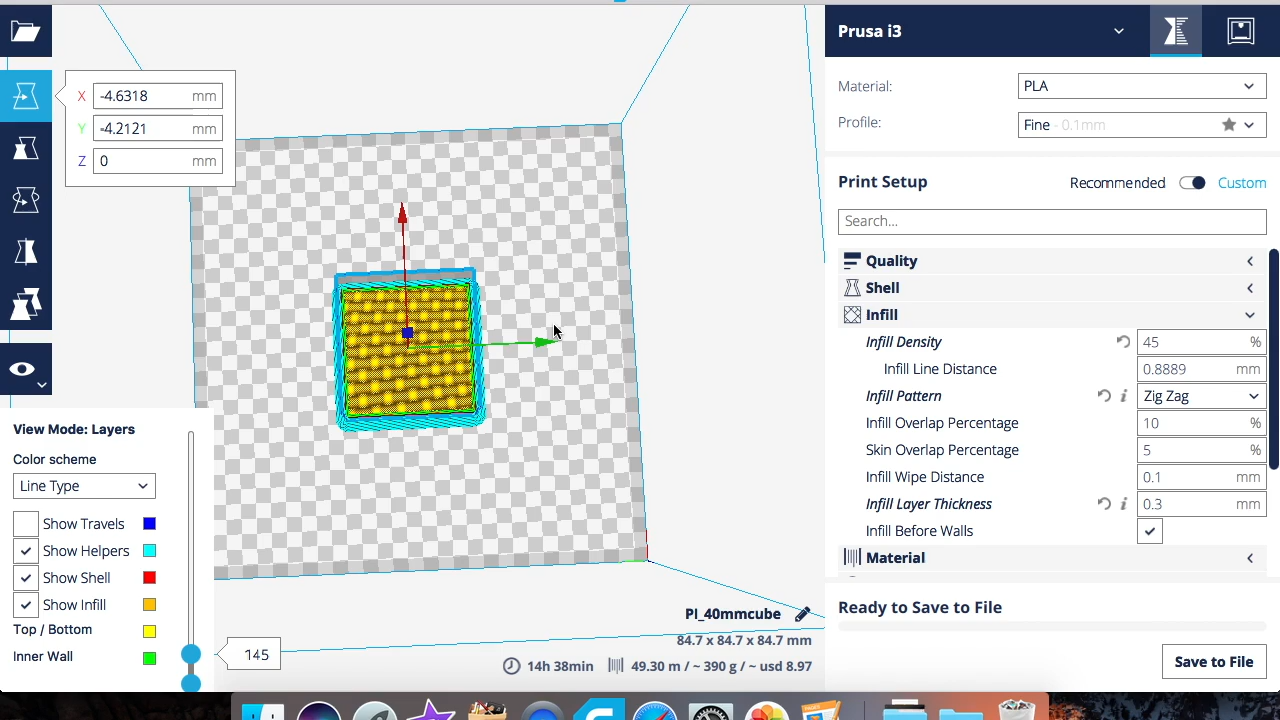 X -4.6318 mm
Y -4.2121 mm
Z 0 mm
View Mode: Layers
Color scheme
Line Type
Show Travels
Show Helpers
Show Shell
Show Infill
Top / Bottom
Inner Wall
145
PI_40mmcube
84.7 x 84.7 x 84.7 mm
14h 38min 49.30 m / ~ 390 g / ~ usd 8.97
Prusa i3
Material: PLA
Profile: Fine - 0.1mm
Print Setup Recommended Custom
Search...
Quality
Shell
Infill
Infill Density 45 %
Infill Line Distance 0.8889 mm
Infill Pattern i Zig Zag
Infill Overlap Percentage 10 %
Skin Overlap Percentage 5 %
Infill Wipe Distance 0.1 mm
Infill Layer Thickness i 0.3 mm
Infill Before Walls
Material
Ready to Save to File
Save to File